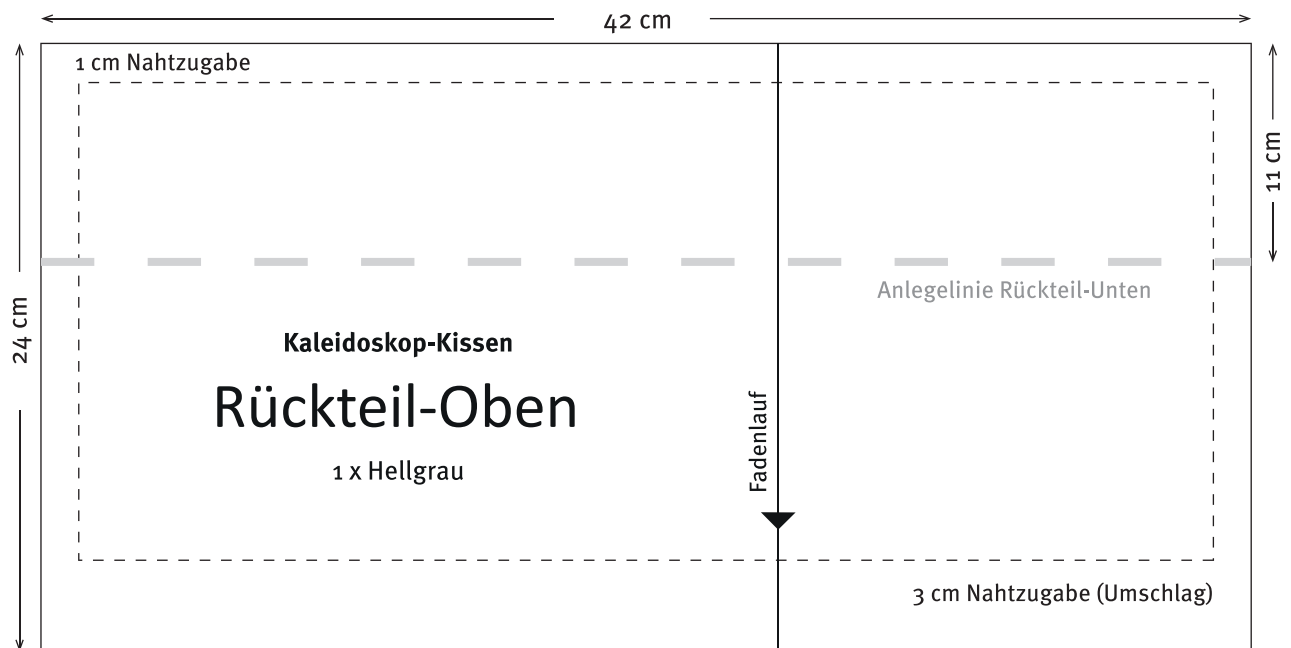 42 cm
1 cm Nahtzugabe
11 cm
Anlegelinie Rückteil-Unten
24 cm
Kaleidoskop-Kissen
Rückteil-Oben
1 x Hellgrau
Fadenlauf
3 cm Nahtzugabe (Umschlag)